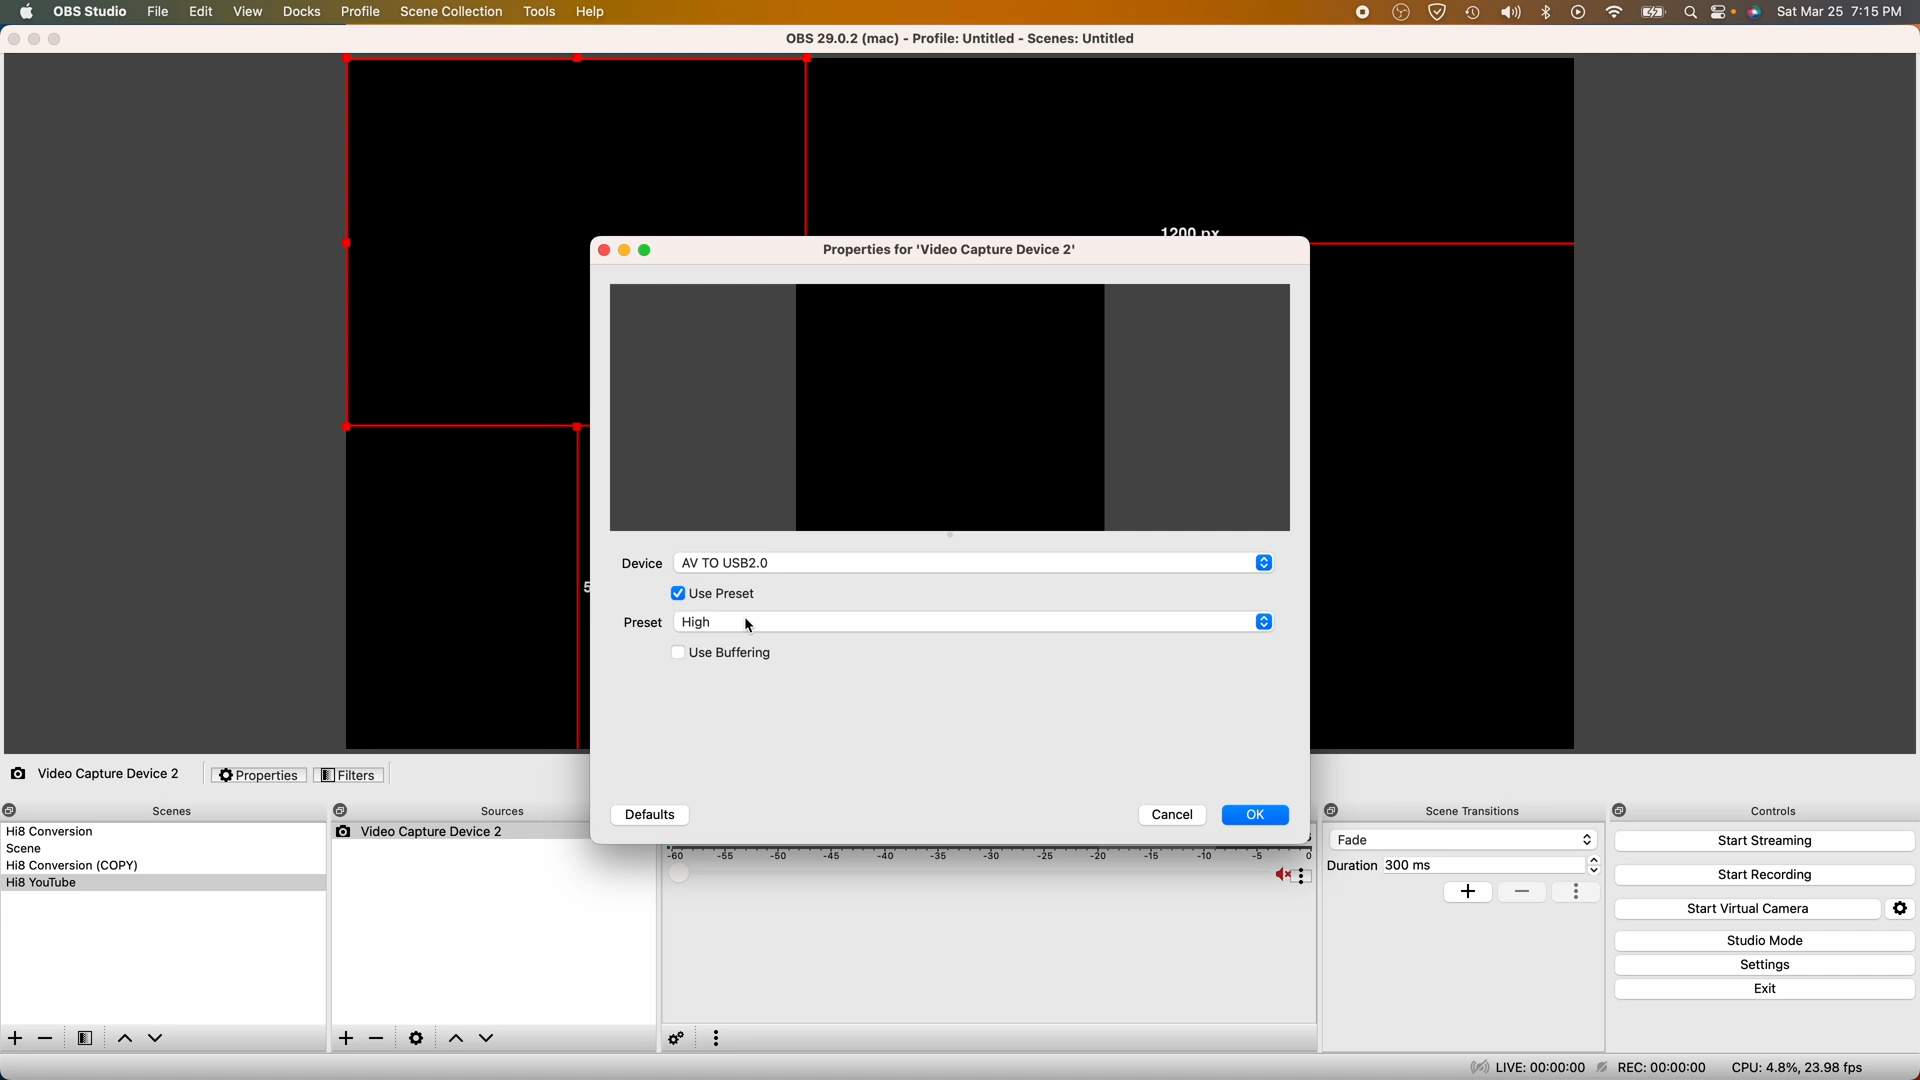 OBS Studio File Edit View Docks Profile Scene Collection Tools Help Sat Mar 25 7:15 PM
OBS 29.0.2 (mac) - Profile: Untitled - Scenes: Untitled
1200 px
Properties for 'Video Capture Device 2'
Device AV TO USB2.0
Use Preset
Preset High
Use Buffering
5
Defaults Cancel OK
Video Capture Device 2 Properties Filters
Scenes
Hi8 Conversion
Scene
Hi8 Conversion (COPY)
Hi8 YouTube
Sources
Video Capture Device 2
-60 -55 -50 -45 -40 -35 -30 -25 -20 -15 -10 -5 0
Scene Transitions
Fade
Duration 300 ms
Controls
Start Streaming
Start Recording
Start Virtual Camera
Studio Mode
Settings
Exit
LIVE: 00:00:00 REC: 00:00:00 CPU: 4.8%, 23.98 fps